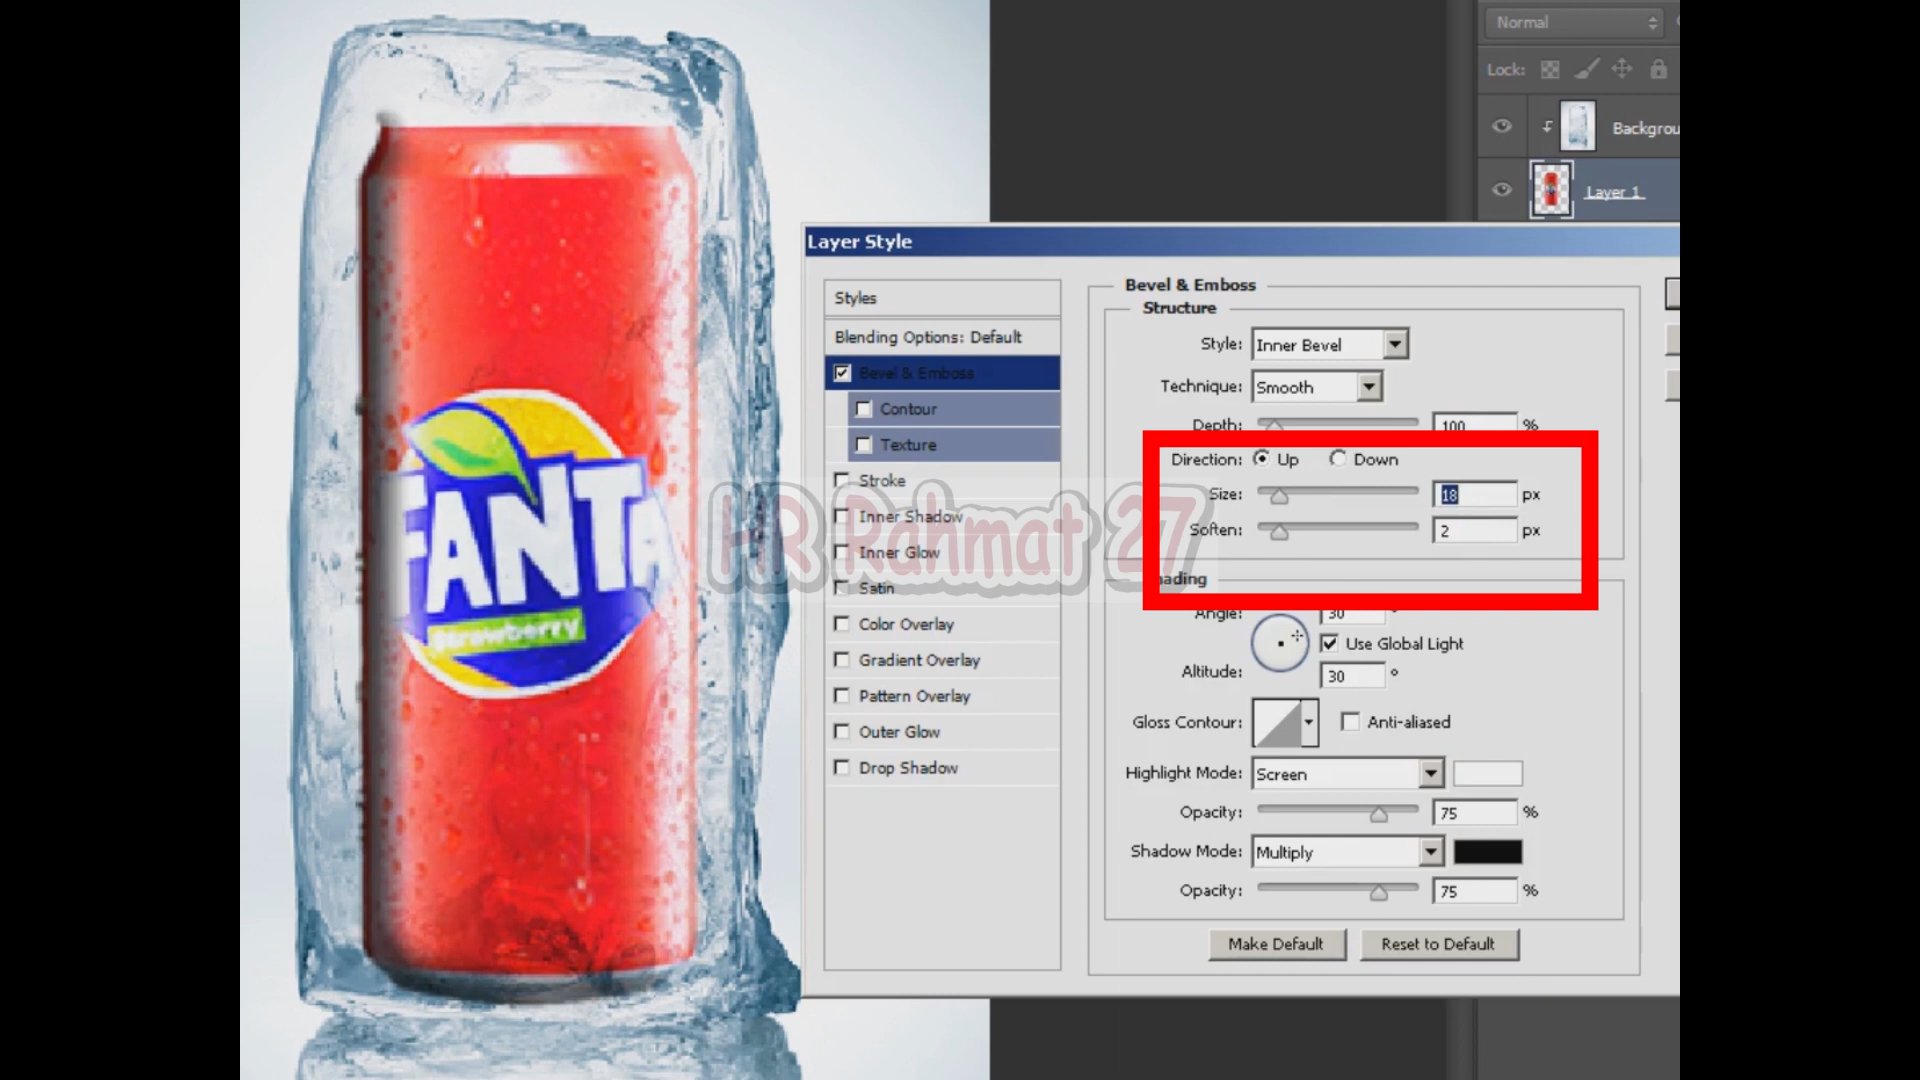 Normal
Lock:
Backgrou
Layer 1
Layer Style
Styles
Blending Options: Default
Bevel & Emboss
Contour
Texture
Stroke
Inner Shadow
Inner Glow
Satin
Color Overlay
Gradient Overlay
Pattern Overlay
Outer Glow
Drop Shadow
Bevel & Emboss
Structure
Style: Inner Bevel
Technique: Smooth
Depth: 100 %
Direction: Up Down
Size: 18 px
Soften: 2 px
ading
Angle: 30 °
Use Global Light
Altitude: 30 °
Gloss Contour: Anti-aliased
Highlight Mode: Screen
Opacity: 75 %
Shadow Mode: Multiply
Opacity: 75 %
Make Default Reset to Default
FANTA
Strawberry
HR Rahmat 27